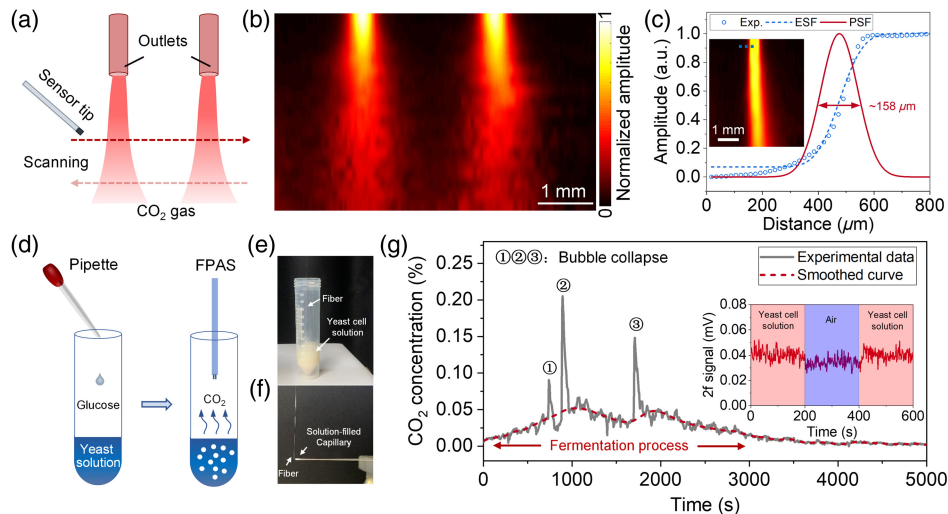 (a)
Outlets
Sensor tip
Scanning
CO2 gas
(b)
1 mm
1
Normalized amplitude
0
(c)
Exp.
ESF
PSF
1.0
0.8
0.6
0.4
0.2
0.0
Amplitude (a.u.)
1 mm
~158 µm
0
200
400
600
800
Distance (µm)
(d)
Pipette
FPAS
Glucose
CO2
Yeast
solution
(e)
Fiber
Yeast cell
solution
(f)
Solution-filled
Capillary
Fiber
(g)
①②③: Bubble collapse
Experimental data
Smoothed curve
0.25
0.20
0.15
0.10
0.05
0.00
CO2 concentration (%)
①
②
③
Fermentation process
0
1000
2000
3000
4000
5000
Time (s)
0.08
0.06
0.04
0.02
0.00
2f signal (mV)
Yeast cell
solution
Air
Yeast cell
solution
0
200
400
600
Time (s)